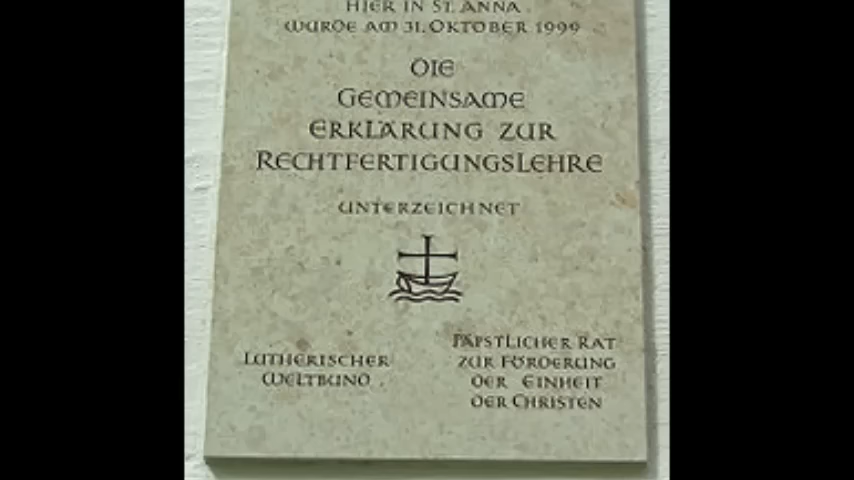 HIER IN ST. ANNA
WURDE AM 31. OKTOBER 1999
DIE
GEMEINSAME
ERKLÄRUNG ZUR
RECHTFERTIGUNGSLEHRE
UNTERZEICHNET
LUTHERISCHER
WELTBUND
PÄPSTLICHER RAT
ZUR FÖRDERUNG
DER EINHEIT
DER CHRISTEN